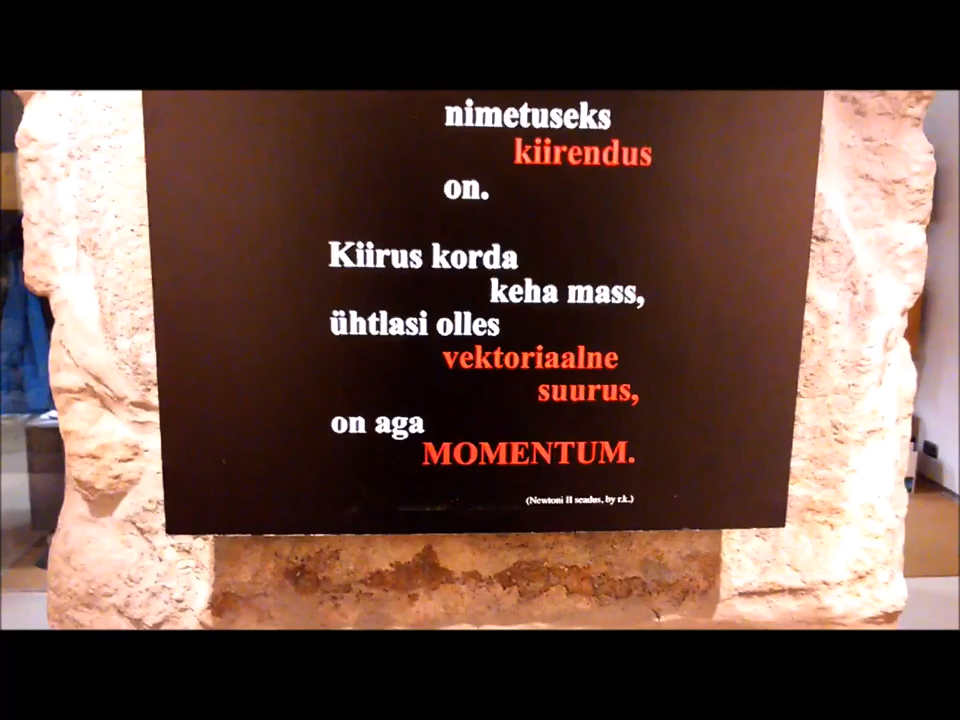 nimetuseks
kiirendus
on.
Kiirus korda
keha mass,
ühtlasi olles
vektoriaalne
suurus,
on aga
MOMENTUM.
(Newtoni II seadus, by r.k.)